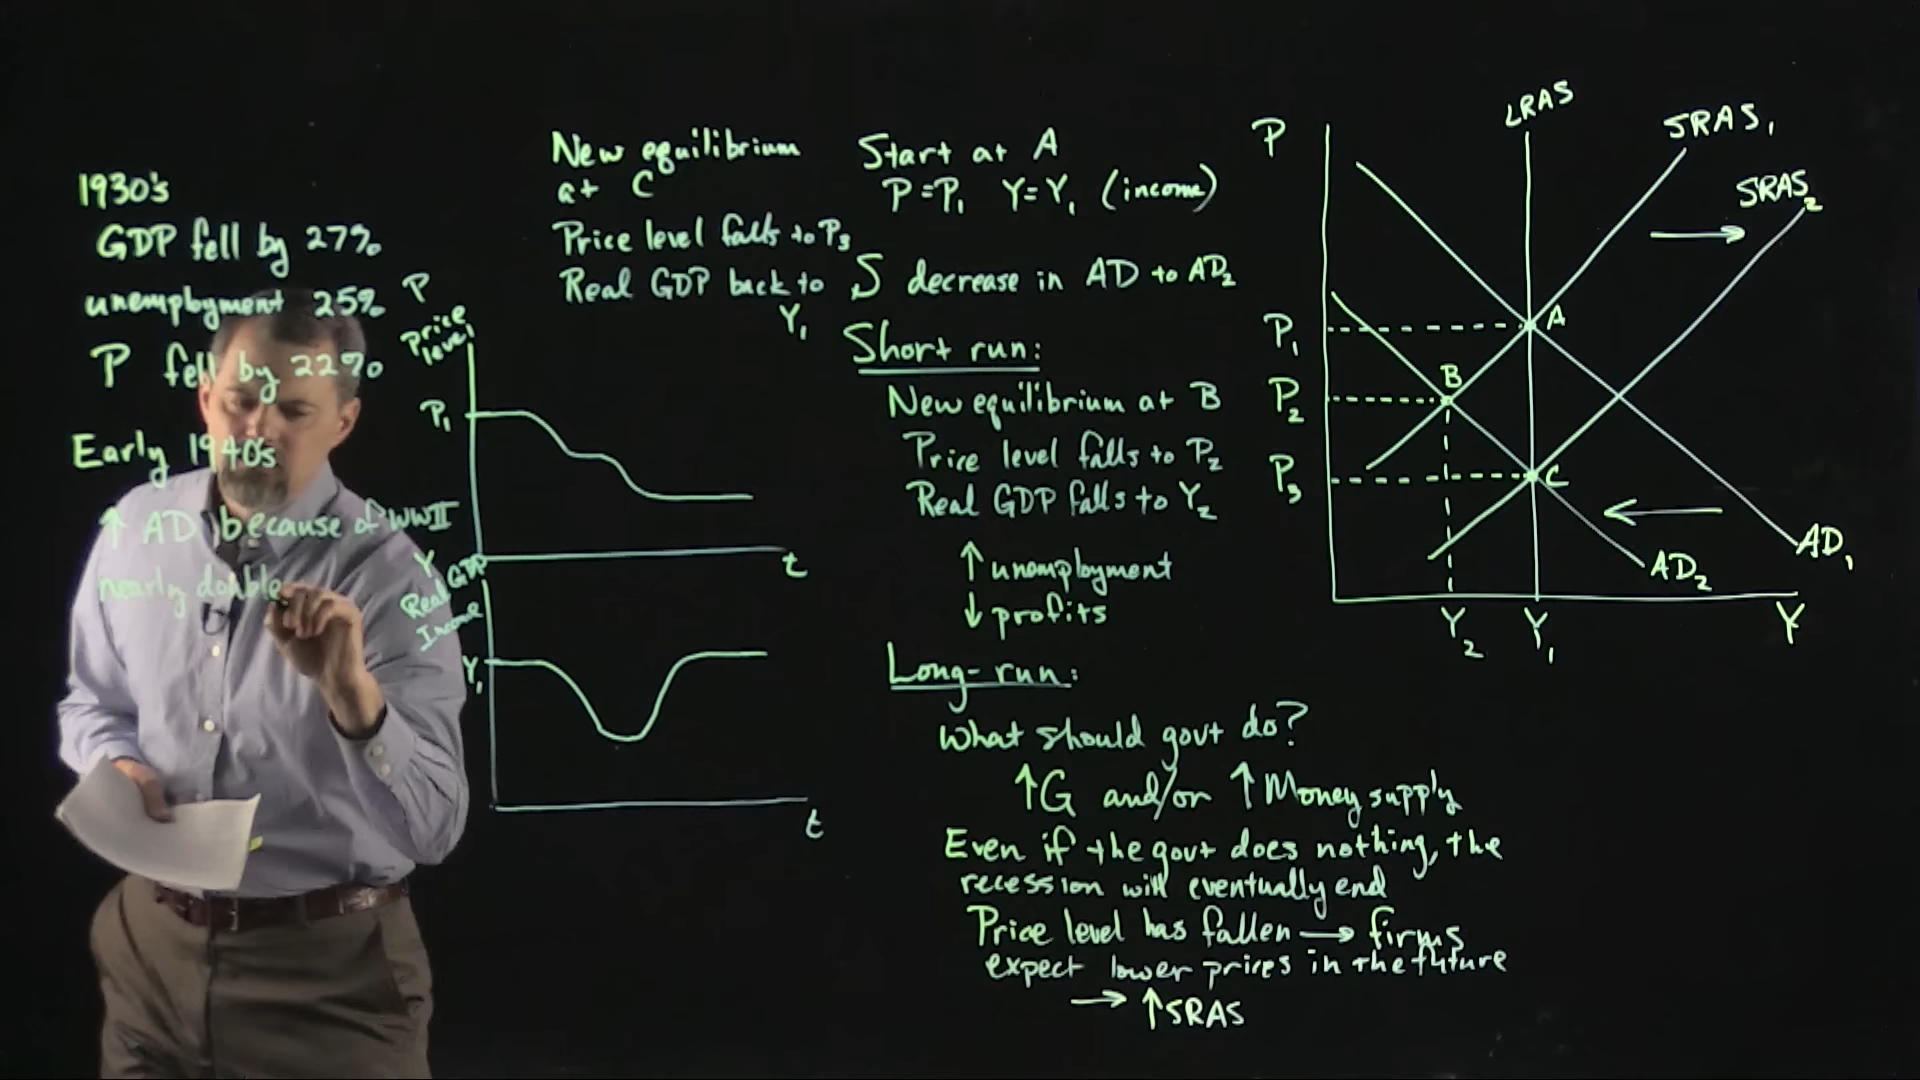 1930's
GDP fell by 27%
unemployment 25%
P fell by 22%
Early 1940's
↑ AD because of WWII
nearly double
New equilibrium
at C
Price level falls to P3
Real GDP back to
Y1
P
Price
level
P1
t
Y
Real GDP
Income
Y1
t
Start at A
P=P1 Y=Y1 (income)
S decrease in AD to AD2
Short run:
New equilibrium at B
Price level falls to P2
Real GDP falls to Y2
↑ unemployment
↓ profits
Long-run:
What should govt do?
↑G and/or ↑Money supply
Even if the govt does nothing, the
recession will eventually end
Price level has fallen → firms
expect lower prices in the future
→ ↑SRAS
P
LRAS
SRAS1
SRAS2
P1
A
B
P2
P3
C
AD1
AD2
Y2
Y1
Y